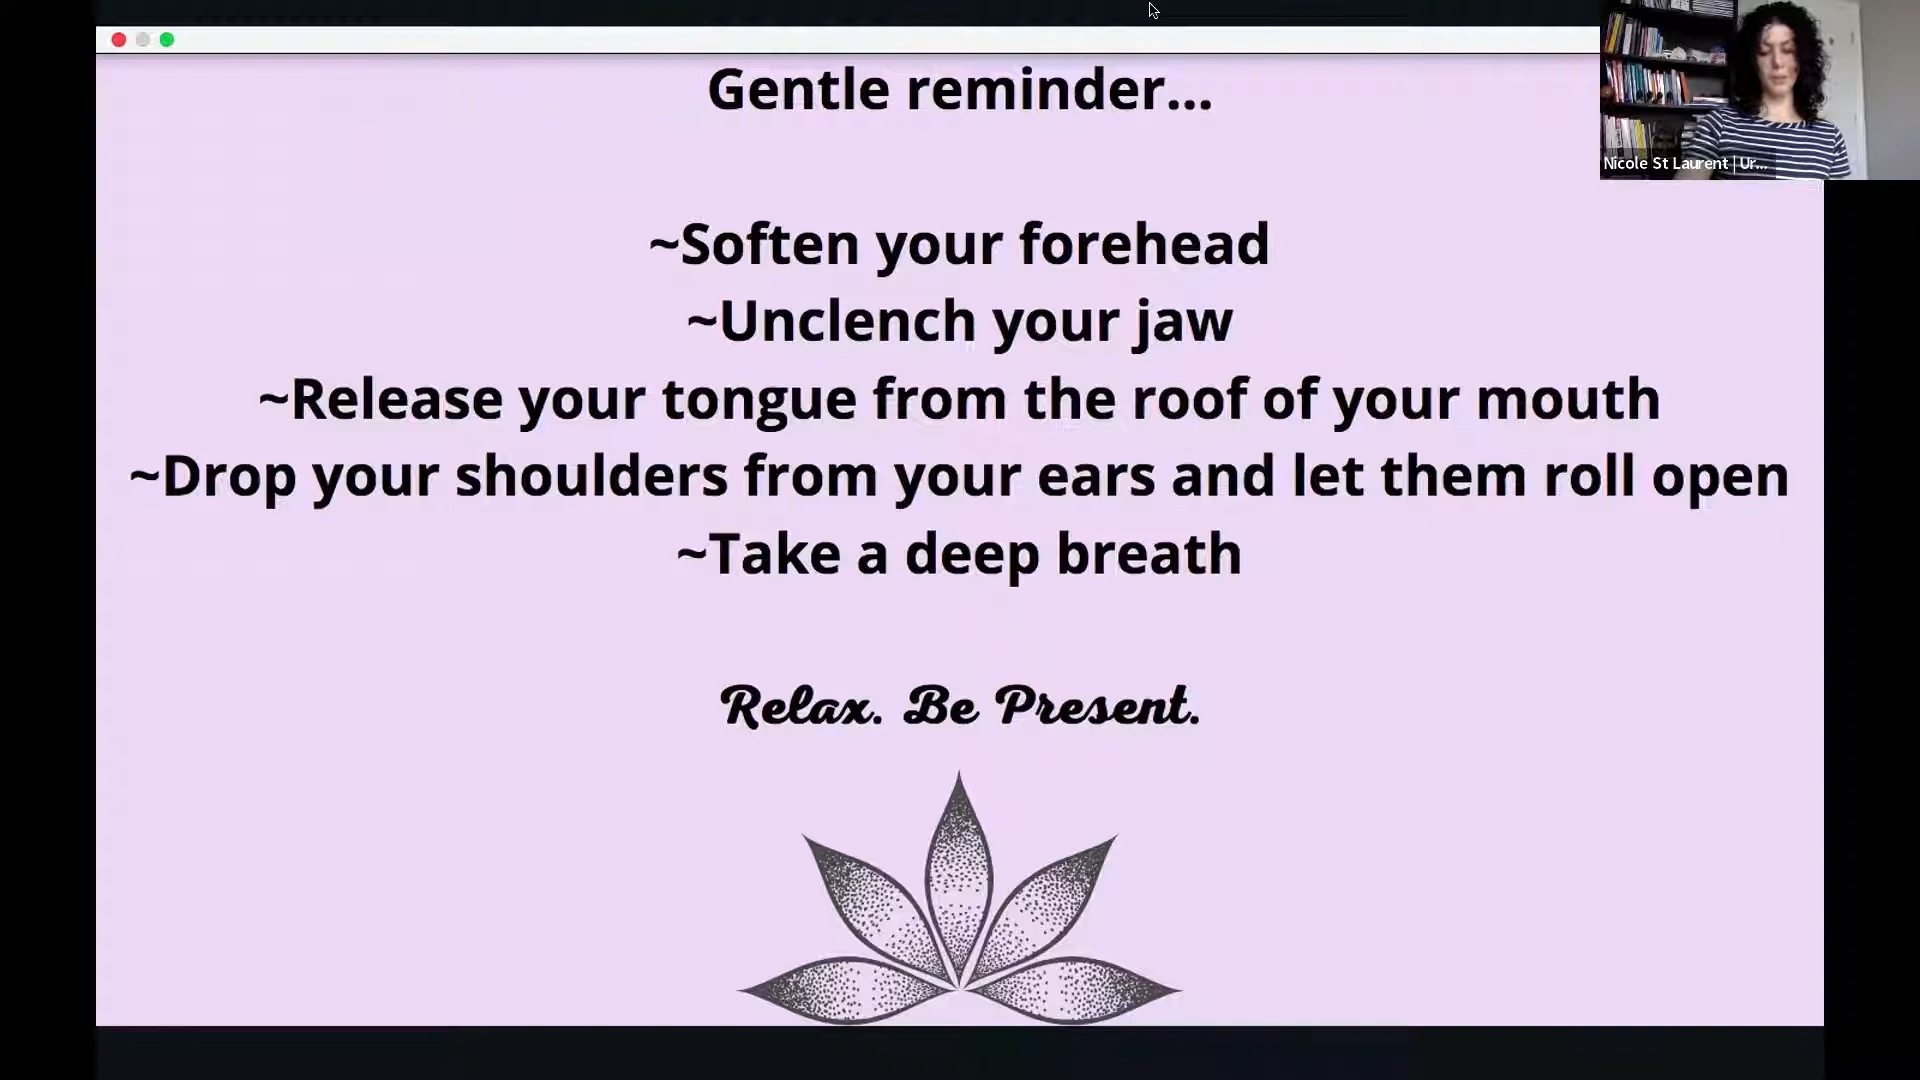 Gentle reminder...
Nicole St Laurent | Ur...
~Soften your forehead
~Unclench your jaw
~Release your tongue from the roof of your mouth
~Drop your shoulders from your ears and let them roll open
~Take a deep breath
Relax. Be Present.